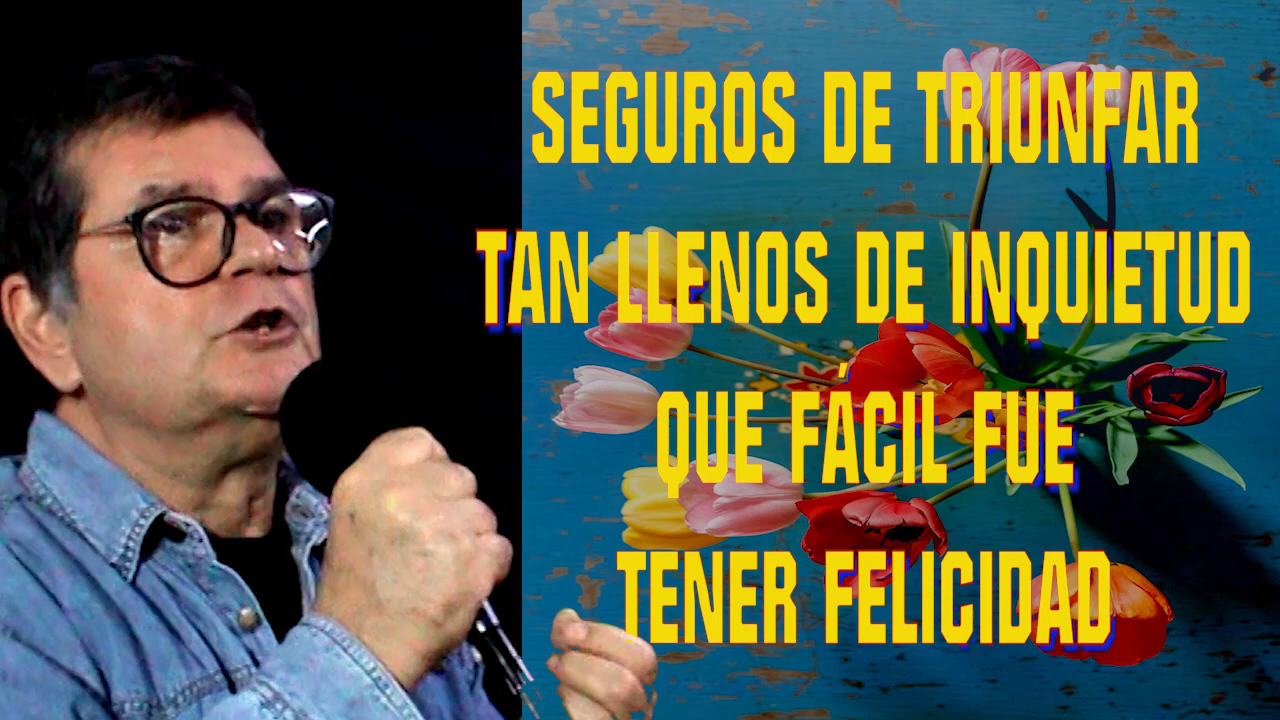 SEGUROS DE TRIUNFAR
TAN LLENOS DE INQUIETUD
QUE FÁCIL FUE
TENER FELICIDAD